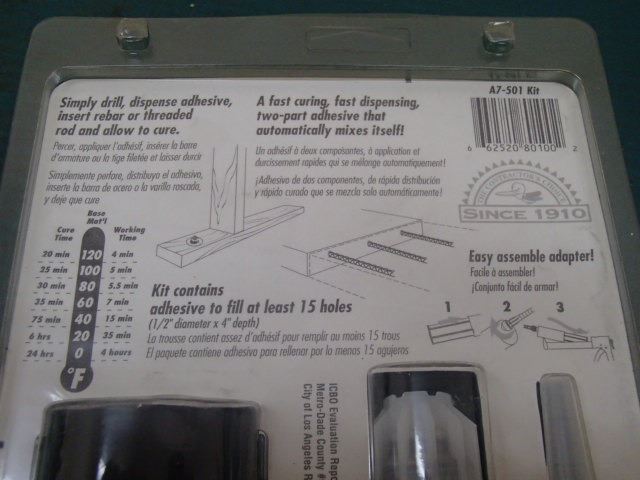 A7-501 Kit
6 62520 80100 2
Simply drill, dispense adhesive,
insert rebar or threaded
rod and allow to cure.
Percer, appliquer l'adhésif, insérer la barre
d'armature ou la tige filetée et laisser durcir
Simplemente perfore, distribuya el adhesivo,
inserte la barra de acero o la varilla roscada,
y deje que cure
A fast curing, fast dispensing,
two-part adhesive that
automatically mixes itself!
Un adhésif à deux composantes, à application et
durcissement rapides qui se mélange automatiquement!
¡Adhesivo de dos componentes, de rápida distribución
y rápido curado que se mezcla solo automáticamente!
THE CONTRACTOR'S CHOICE
SINCE 1910
Base
Mat'l
Cure Time Working Time
20 min 120 4 min
25 min 100 5 min
30 min 80 5.5 min
35 min 60 7 min
75 min 40 15 min
6 hrs 20 35 min
24 hrs 0 4 hours
°F
Kit contains
adhesive to fill at least 15 holes
(1/2" diameter x 4" depth)
La trousse contient assez d'adhésif pour remplir au moins 15 trous
El paquete contiene adhesivo para rellenar por lo menos 15 agujeros
Easy assemble adapter!
Facile à assembler!
¡Conjunto fácil de armar!
1 2 3
ICBO Evaluation Repo
Metro-Dade County #
City of Los Angeles R